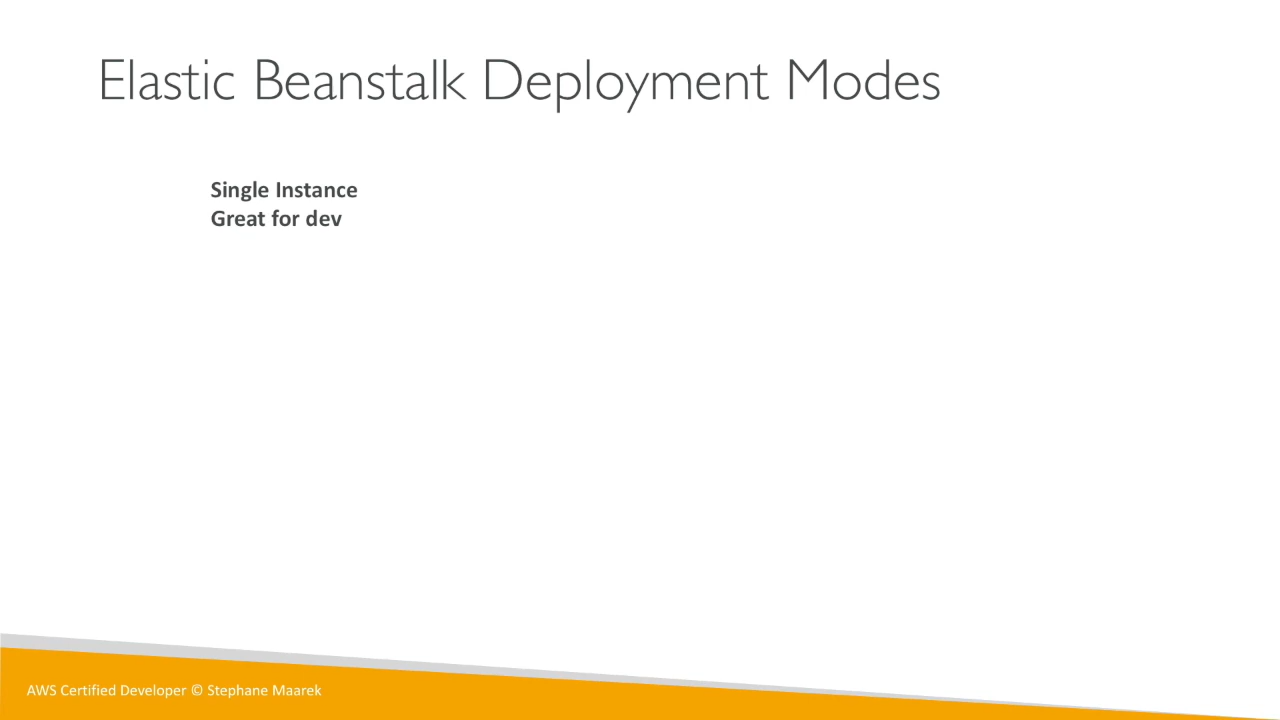 Elastic Beanstalk Deployment Modes
Single Instance
Great for dev
AWS Certified Developer © Stephane Maarek